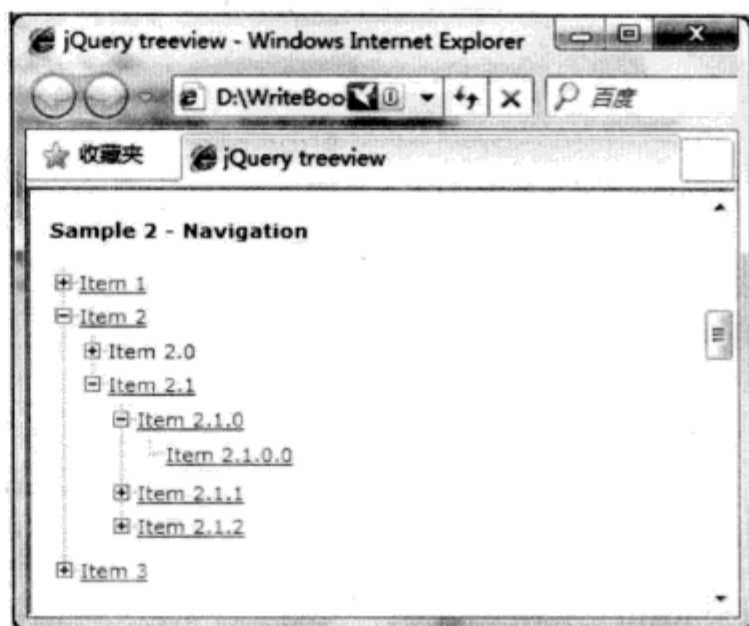 jQuery treeview - Windows Internet Explorer
D:\WriteBoo
百度
收藏夹
jQuery treeview
Sample 2 - Navigation
Item 1
Item 2
Item 2.0
Item 2.1
Item 2.1.0
Item 2.1.0.0
Item 2.1.1
Item 2.1.2
Item 3